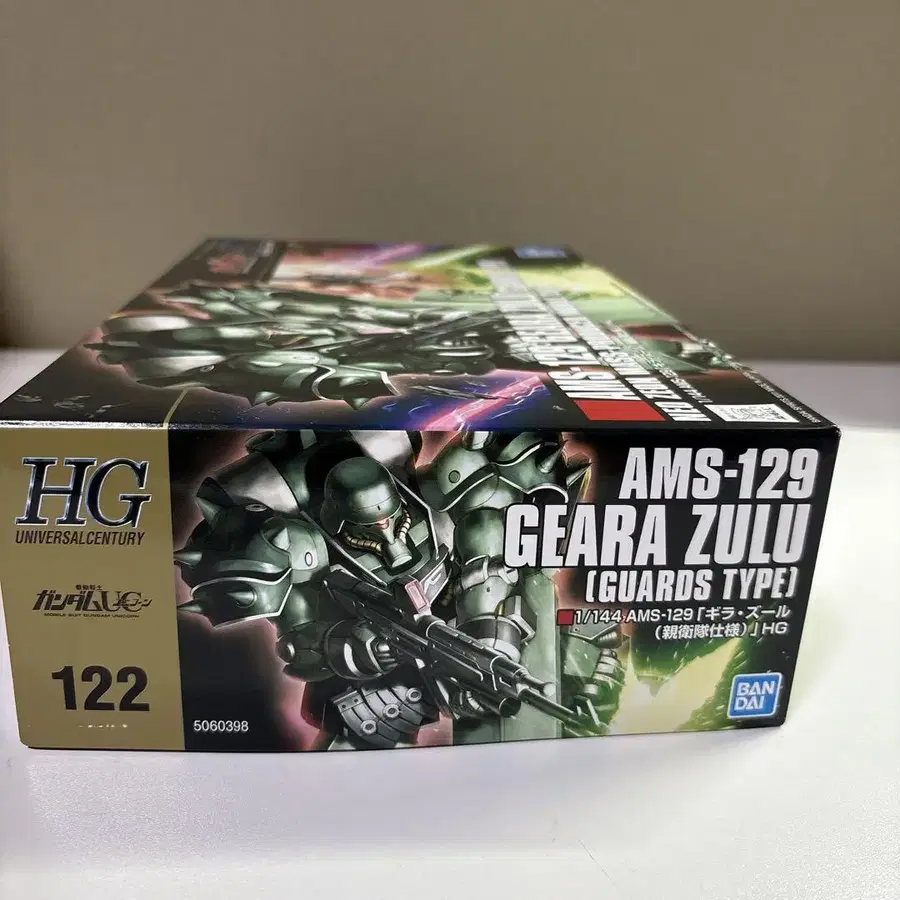 HG
UNIVERSALCENTURY
機動戦士
ガンダムUC
MOBILE SUIT GUNDAM UNICORN
122
5060398
AMS-129
GEARA ZULU
(GUARDS TYPE)
1/144 AMS-129「ギラ・ズール
(親衛隊仕様)」HG
BAN
DAI